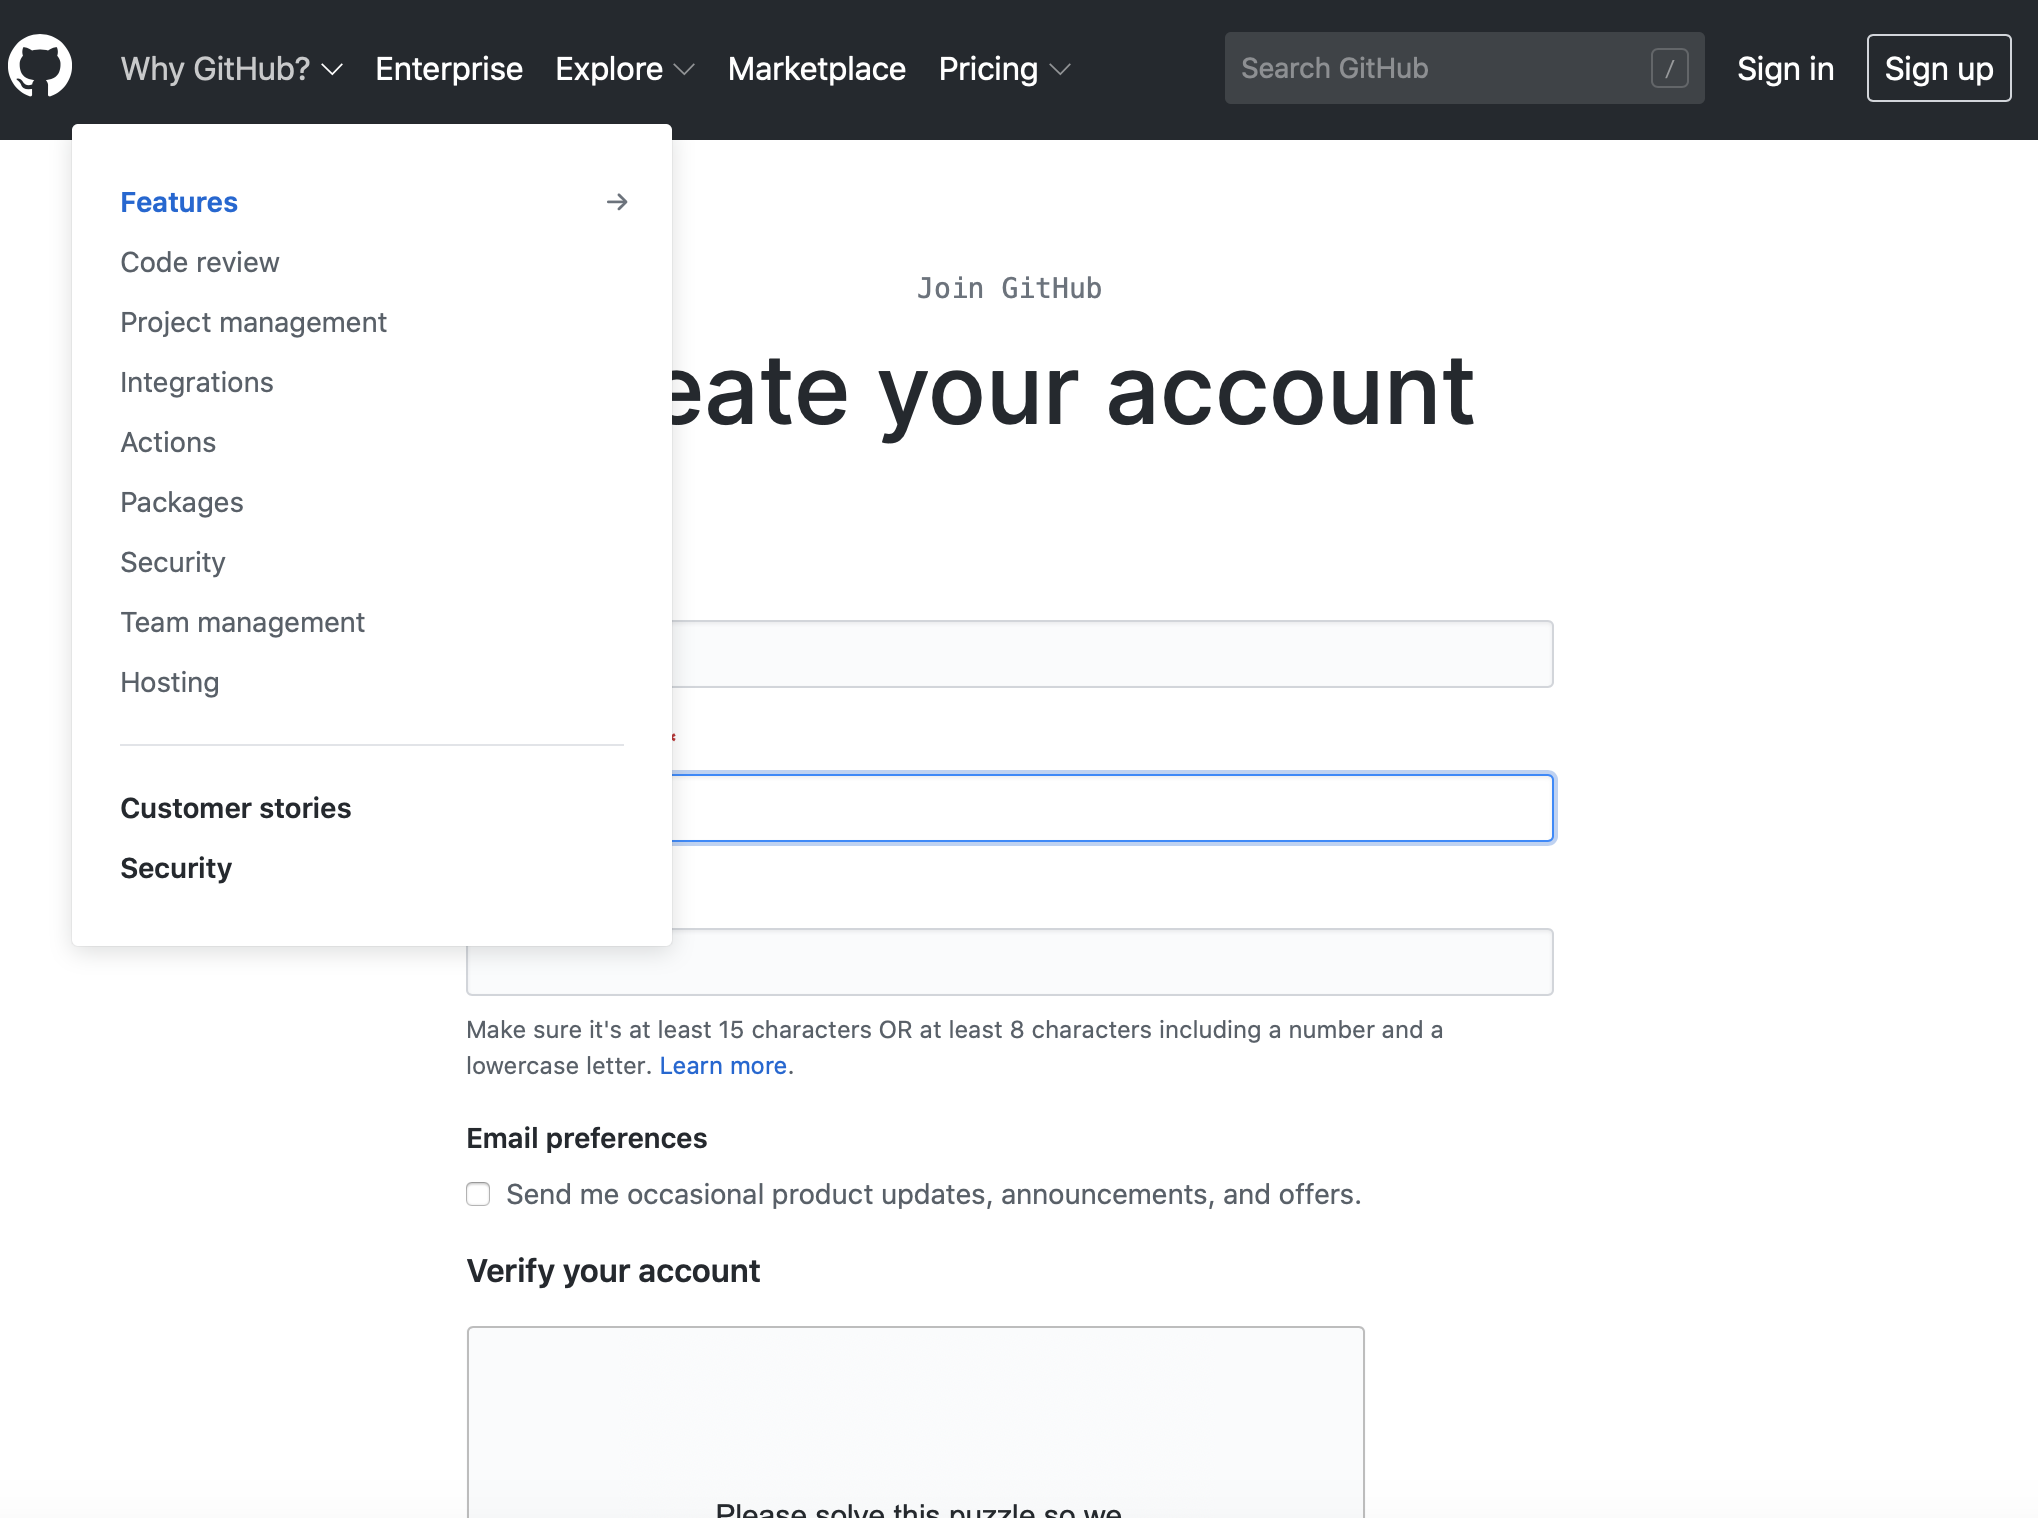 Why GitHub? Enterprise Explore Marketplace Pricing Search GitHub / Sign in Sign up
Features →
Code review
Project management
Integrations
Actions
Packages
Security
Team management
Hosting
Customer stories
Security
Join GitHub
eate your account
*
Make sure it's at least 15 characters OR at least 8 characters including a number and a
lowercase letter. Learn more.
Email preferences
Send me occasional product updates, announcements, and offers.
Verify your account
Please solve this puzzle so we